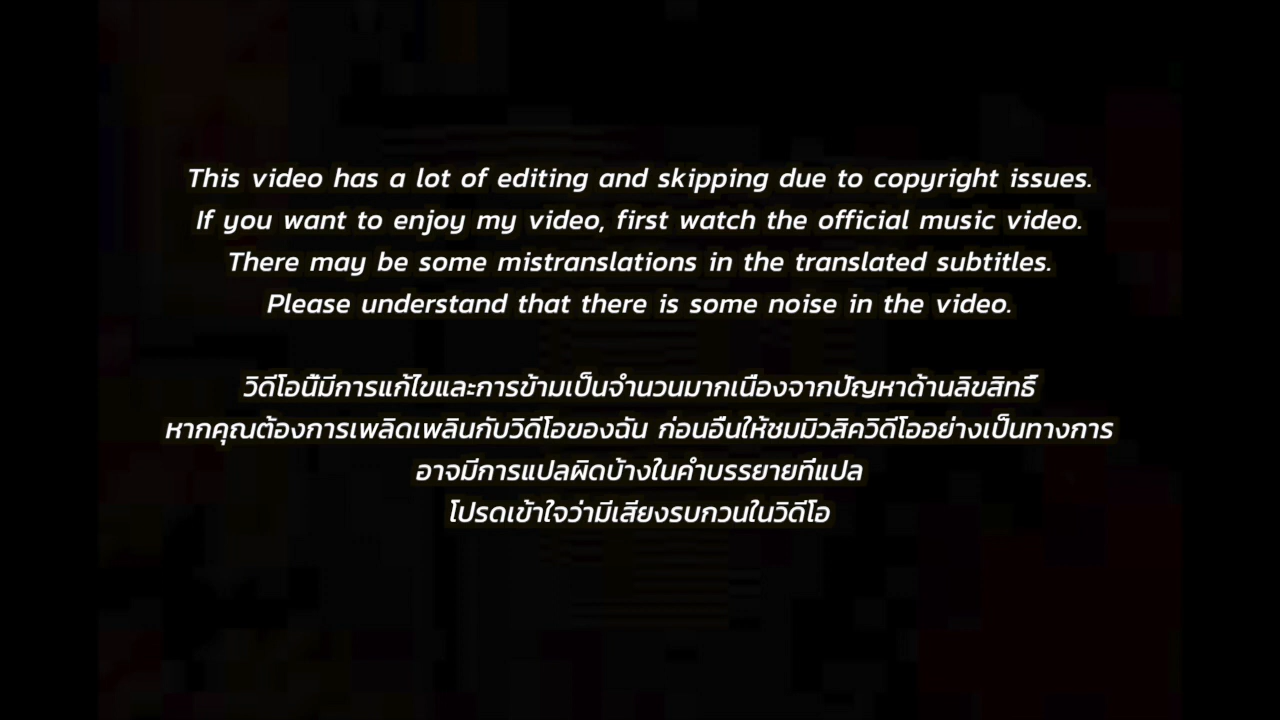 This video has a lot of editing and skipping due to copyright issues.
If you want to enjoy my video, first watch the official music video.
There may be some mistranslations in the translated subtitles.
Please understand that there is some noise in the video.
วิดีโอนี้มีการแก้ไขและการข้ามเป็นจำนวนมากเนื่องจากปัญหาด้านลิขสิทธิ์
หากคุณต้องการเพลิดเพลินกับวิดีโอของฉัน ก่อนอื่นให้ชมมิวสิควิดีโออย่างเป็นทางการ
อาจมีการแปลผิดบ้างในคำบรรยายที่แปล
โปรดเข้าใจว่ามีเสียงรบกวนในวิดีโอ